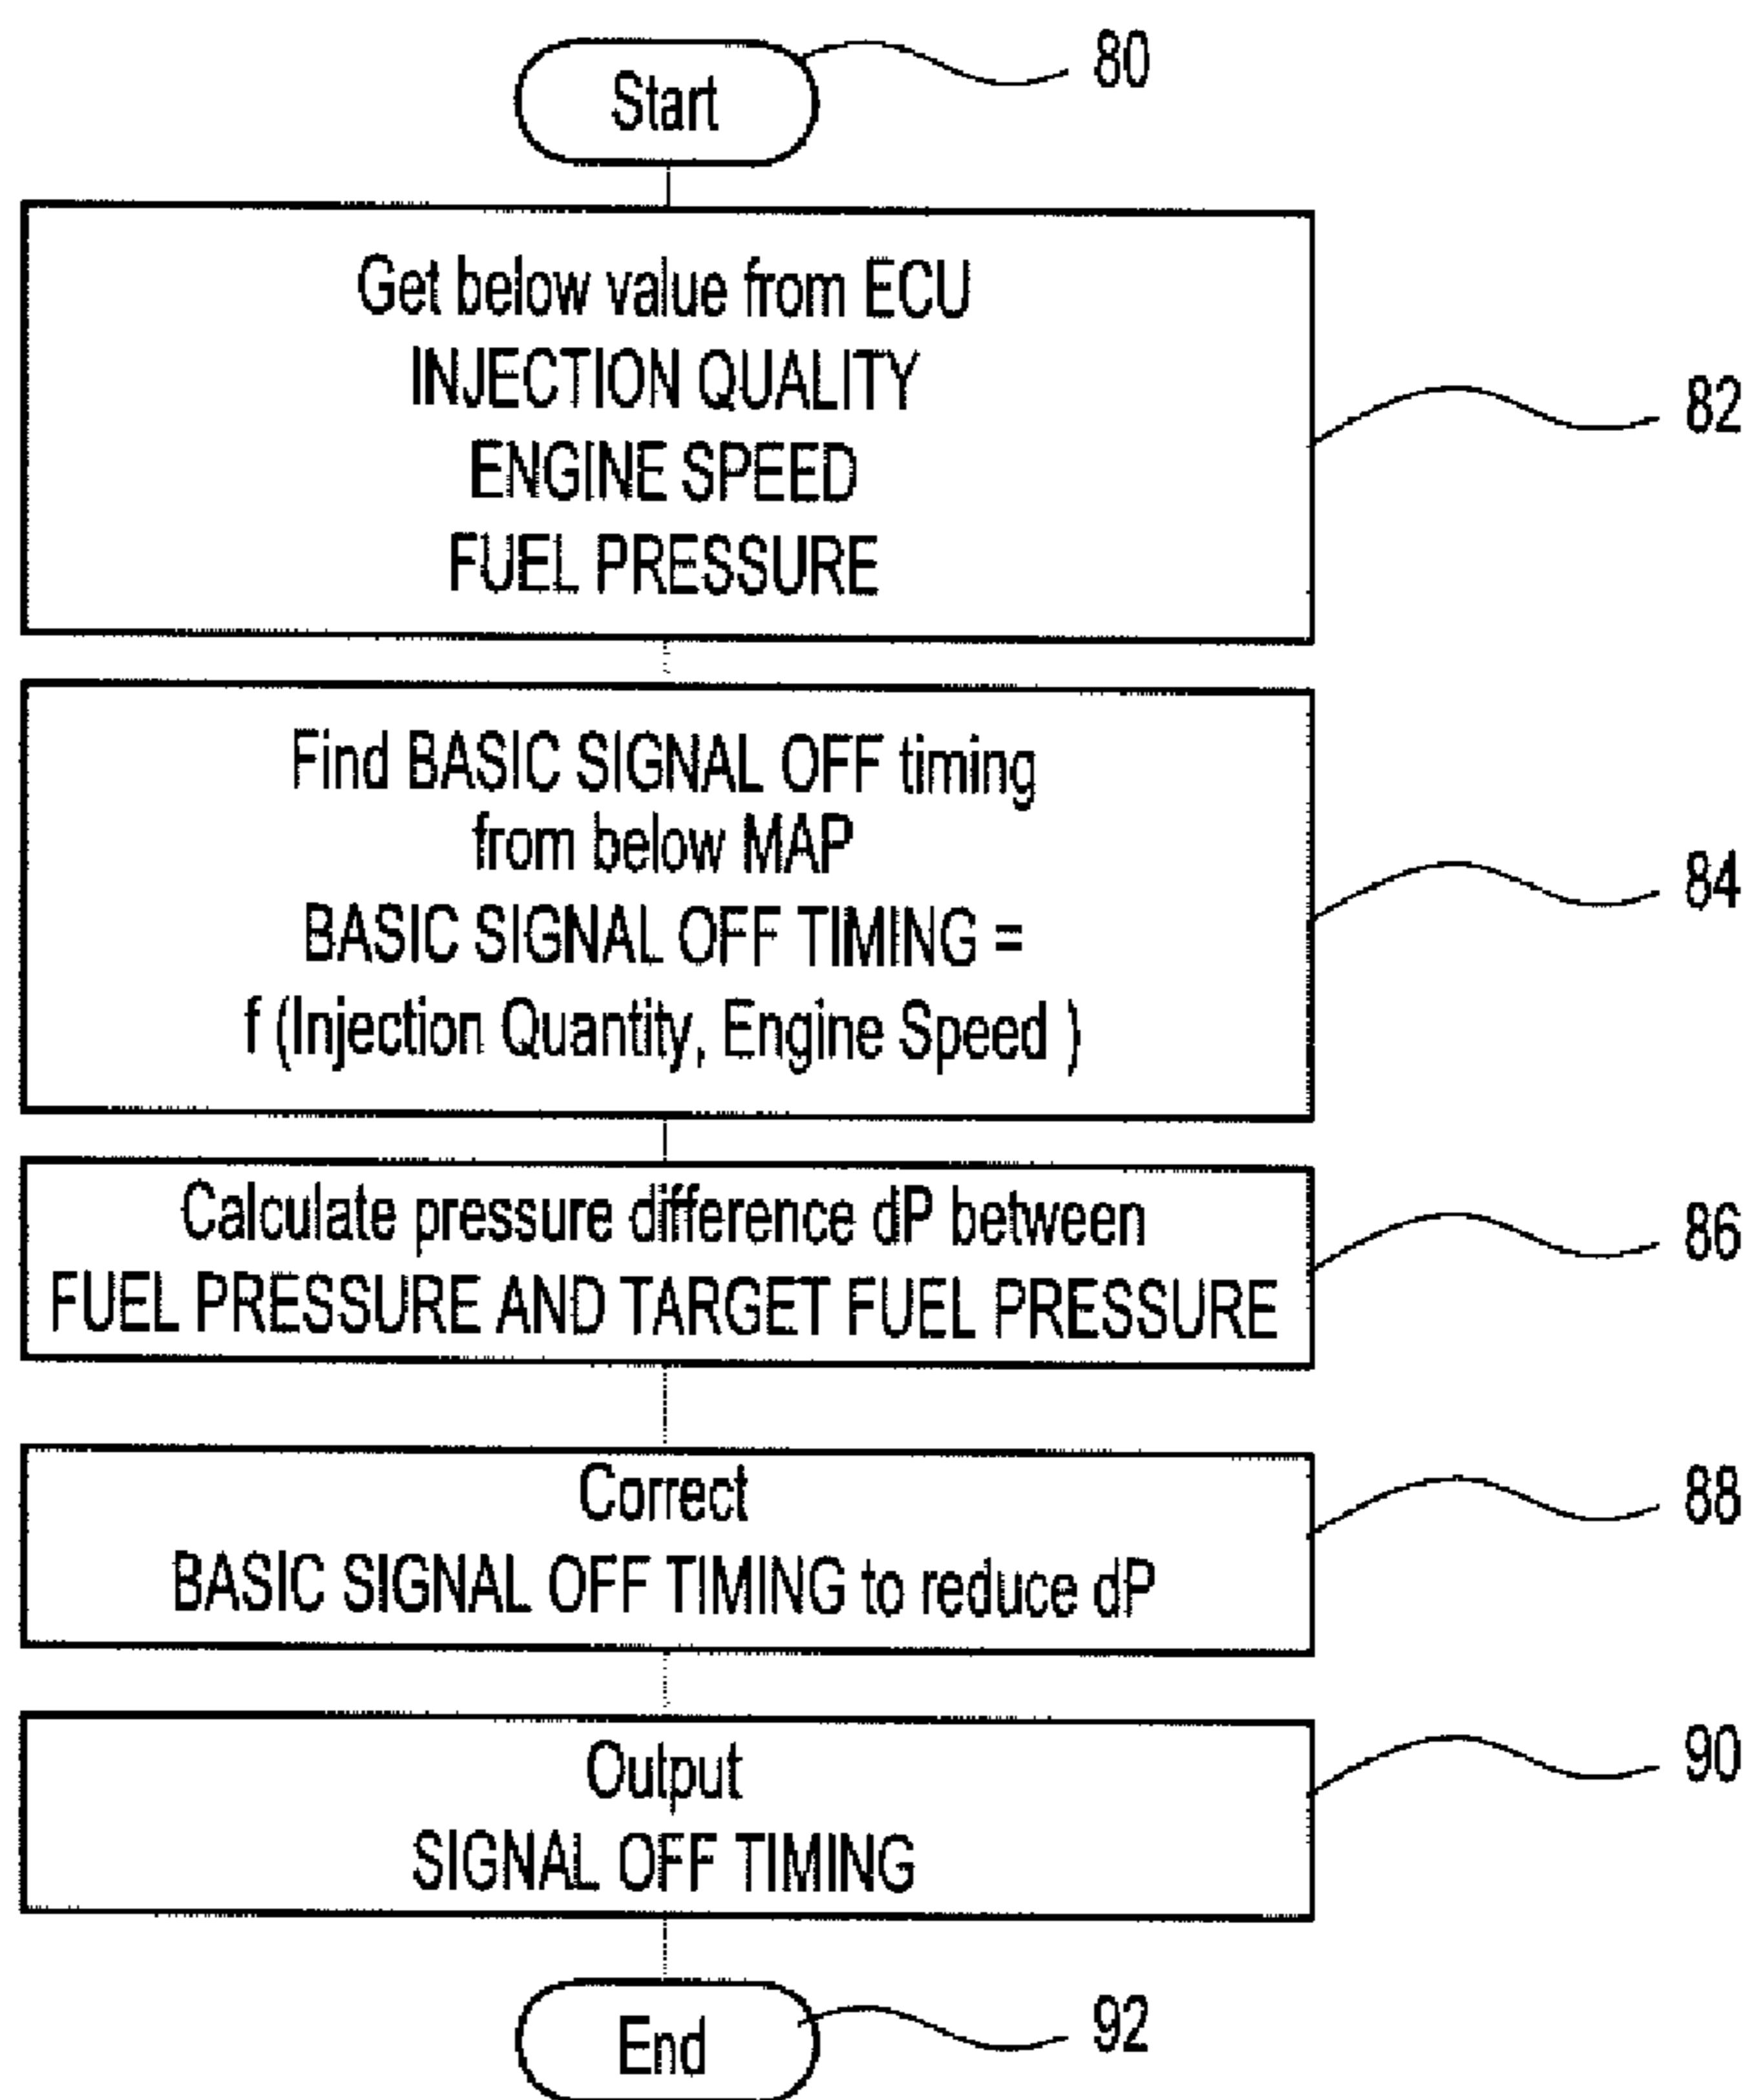 Start
80
Get below value from ECU
INJECTION QUALITY
ENGINE SPEED
FUEL PRESSURE
82
Find BASIC SIGNAL OFF timing
from below MAP
BASIC SIGNAL OFF TIMING =
f (Injection Quantity, Engine Speed )
84
Calculate pressure difference dP between
FUEL PRESSURE AND TARGET FUEL PRESSURE
86
Correct
BASIC SIGNAL OFF TIMING to reduce dP
88
Output
SIGNAL OFF TIMING
90
End
92